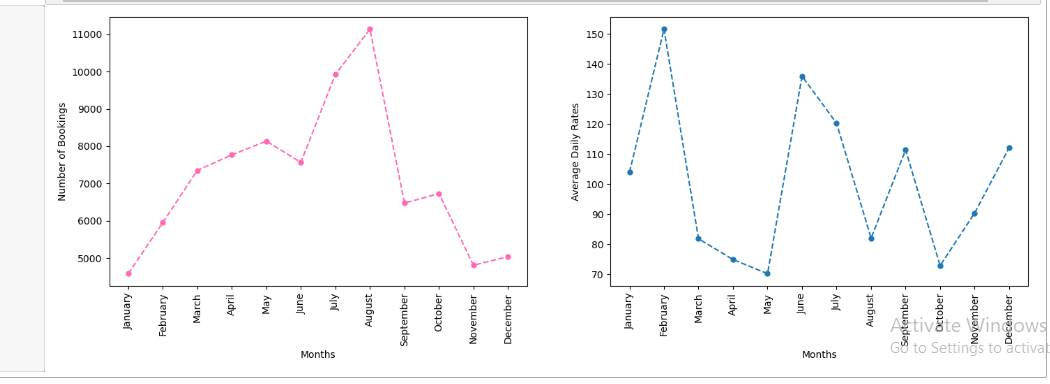 11000
10000
9000
8000
7000
6000
5000
Number of Bookings
January
February
March
April
May
June
July
August
September
October
November
December
Months
150
140
130
120
110
100
90
80
70
Average Daily Rates
January
February
March
April
May
June
July
August
September
October
November
December
Months
Activate Windows
Go to Settings to activat